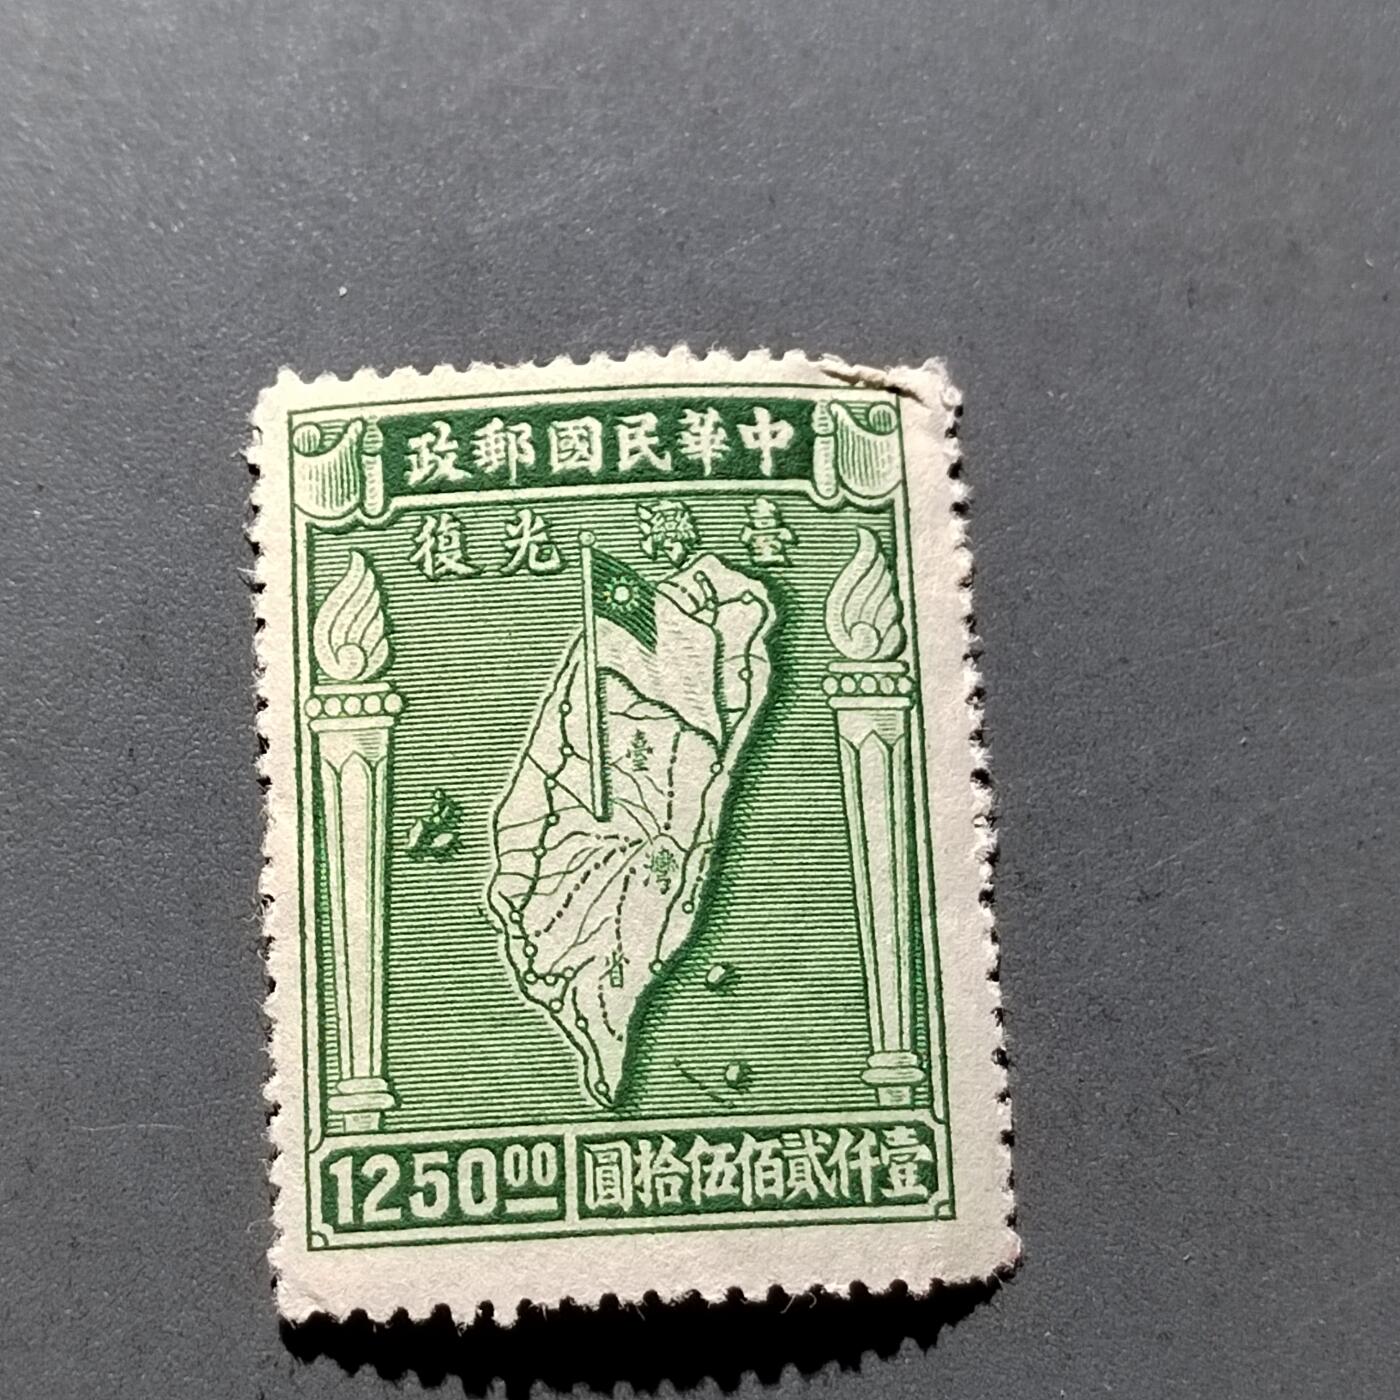 中華民國郵政
臺灣光復
臺灣省
1250.00
壹仟貳佰伍拾圓